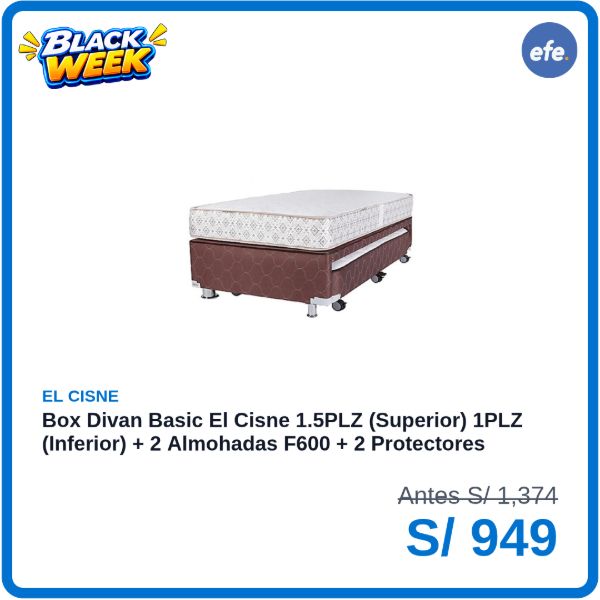 BLACK
WEEK
efe.
EL CISNE
Box Divan Basic El Cisne 1.5PLZ (Superior) 1PLZ
(Inferior) + 2 Almohadas F600 + 2 Protectores
Antes S/ 1,374
S/ 949